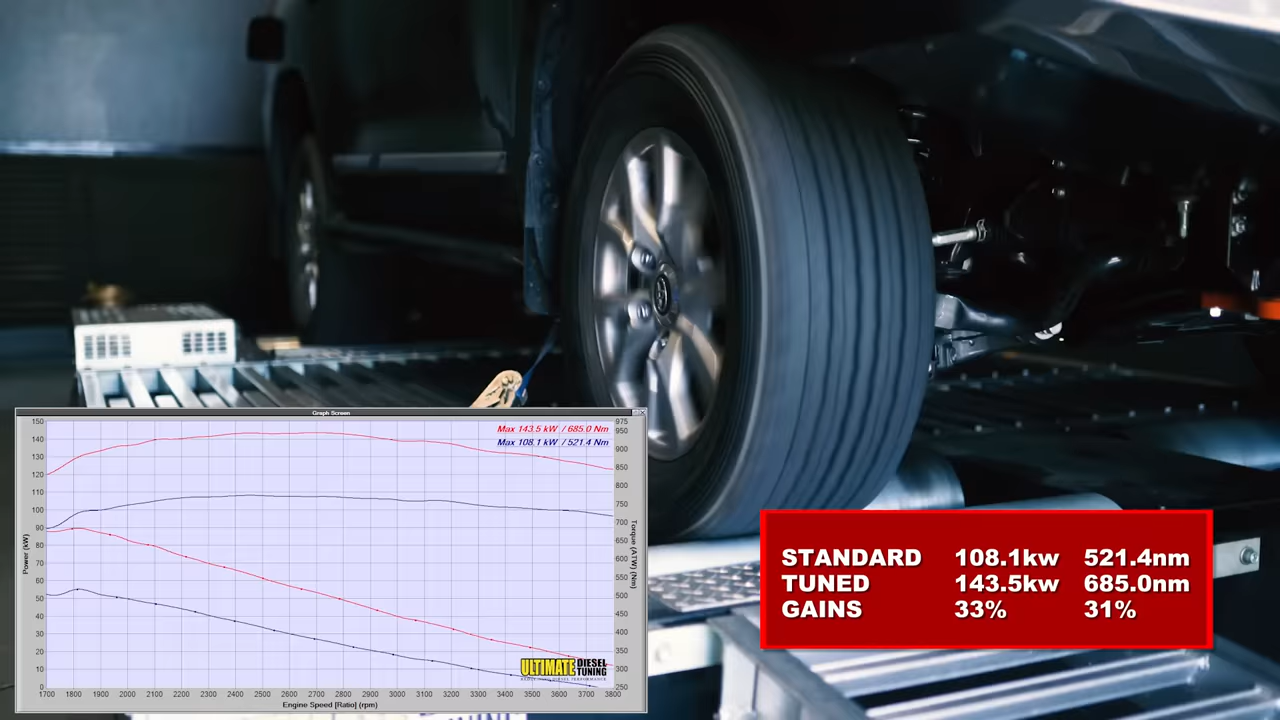 Graph Screen
Max 143.5 kW / 685.0 Nm
Max 108.1 kW / 521.4 Nm
150
140
130
120
110
100
90
80
70
60
50
40
30
20
10
0
Power (kW)
975
950
900
850
800
750
700
650
600
550
500
450
400
350
300
250
Torque (A/W) (Nm)
1700 1800 1900 2000 2100 2200 2300 2400 2500 2600 2700 2800 2900 3000 3100 3200 3300 3400 3500 3600 3700 3800
Engine Speed [Ratio] (rpm)
ULTIMATE DIESEL TUNING
STANDARD 108.1kw 521.4nm
TUNED 143.5kw 685.0nm
GAINS 33% 31%